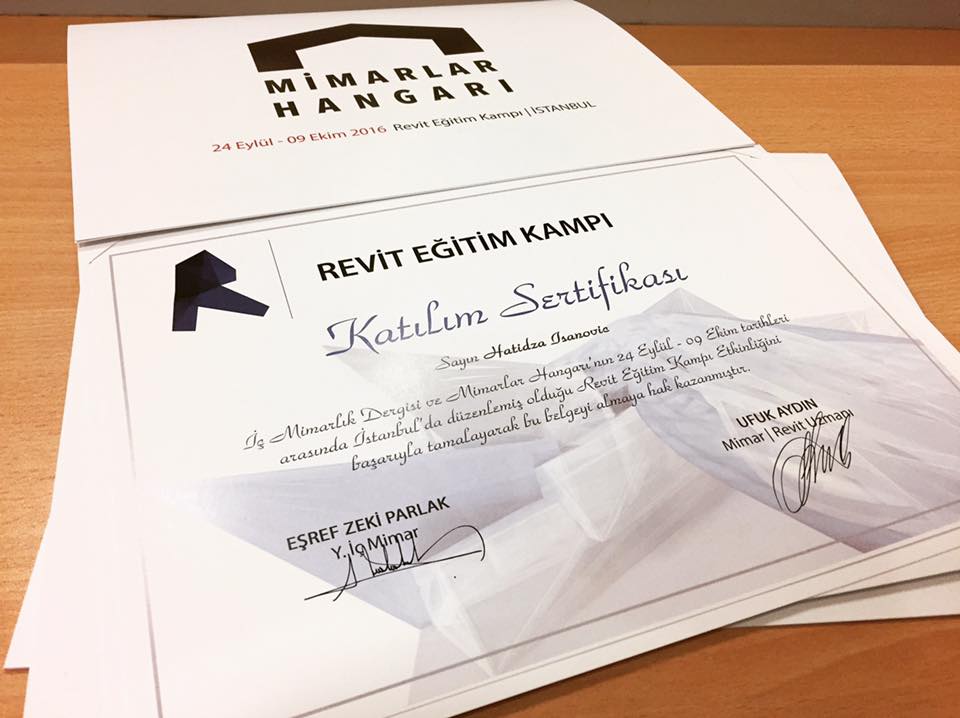 MİMARLAR
HANGARI
24 Eylül - 09 Ekim 2016 Revit Eğitim Kampı | İSTANBUL
REVİT EĞİTİM KAMPI
Katılım Sertifikası
Sayın Hatidza Isanovic
İç Mimarlık Dergisi ve Mimarlar Hangarı'nın 24 Eylül - 09 Ekim tarihleri
arasında İstanbul'da düzenlemiş olduğu Revit Eğitim Kampı Etkinliğini
başarıyla tamalayarak bu belgeyi almaya hak kazanmıştır.
UFUK AYDIN
Mimar | Revit Uzmanı
EŞREF ZEKİ PARLAK
Y. İç Mimar